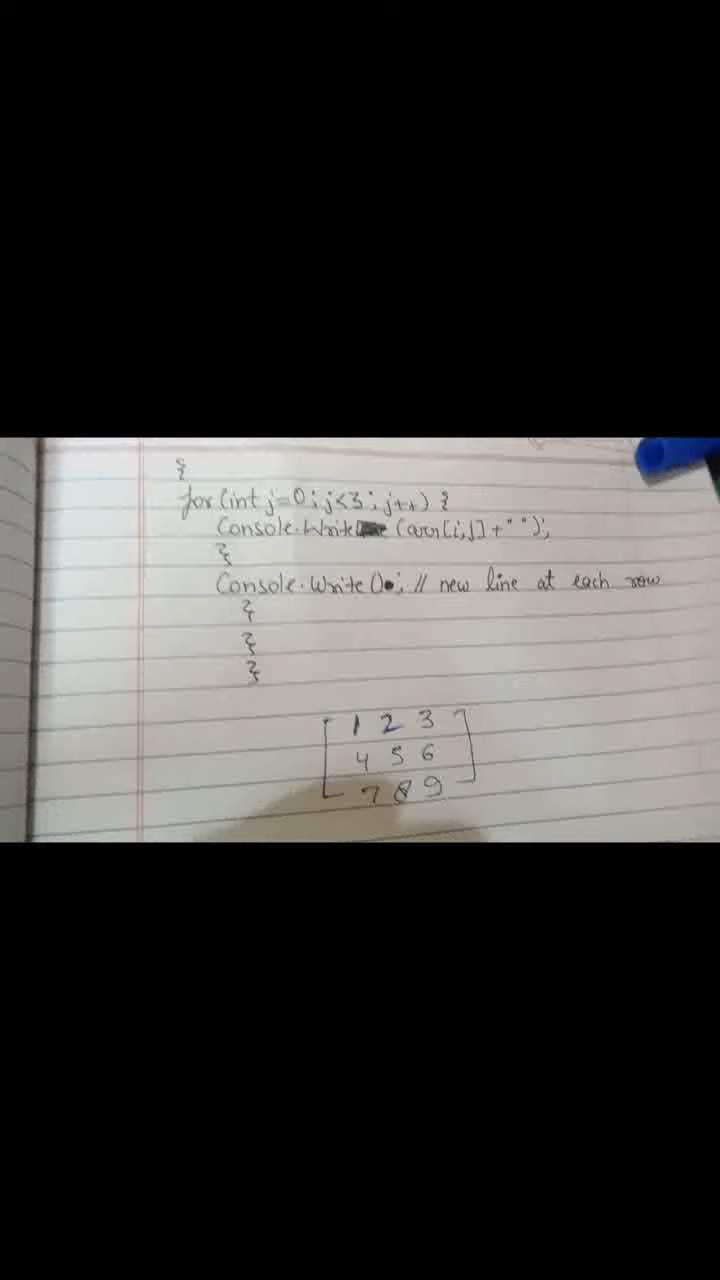 {
for (int j=0; j<3; j++) {
Console.Write (arr[i,j] + " ");
}
Console.Write(); // new line at each row
}
}
}
1 2 3
4 5 6
7 8 9